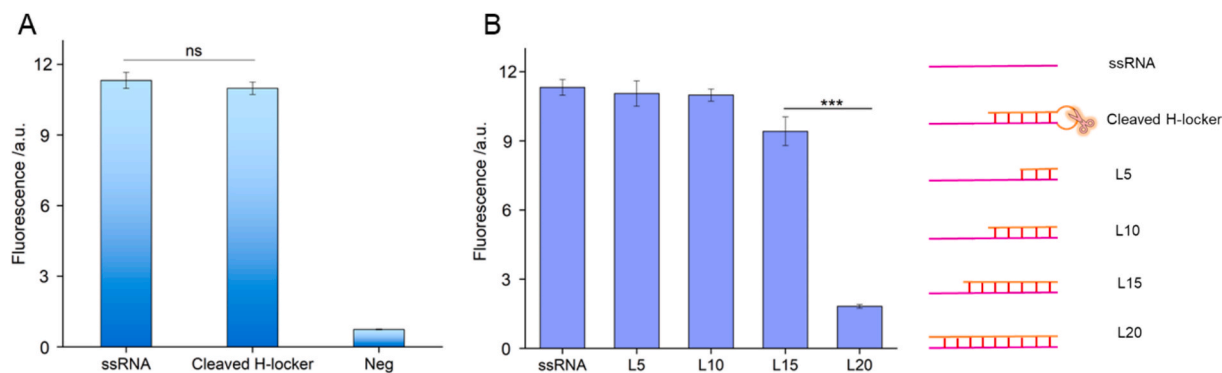 A
Fluorescence /a.u.
12
9
6
3
0
ns
ssRNA
Cleaved H-locker
Neg
B
Fluorescence /a.u.
12
9
6
3
0
***
ssRNA
L5
L10
L15
L20
ssRNA
Cleaved H-locker
L5
L10
L15
L20